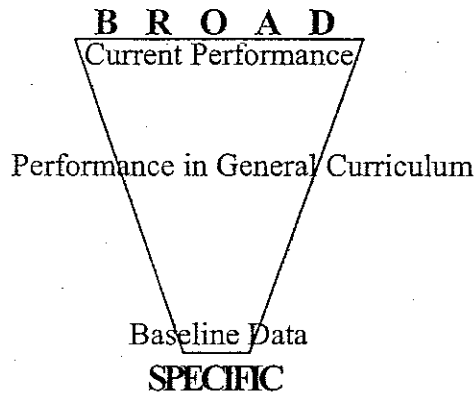 B R O A D
Current Performance
Performance in General Curriculum
Baseline Data
SPECIFIC